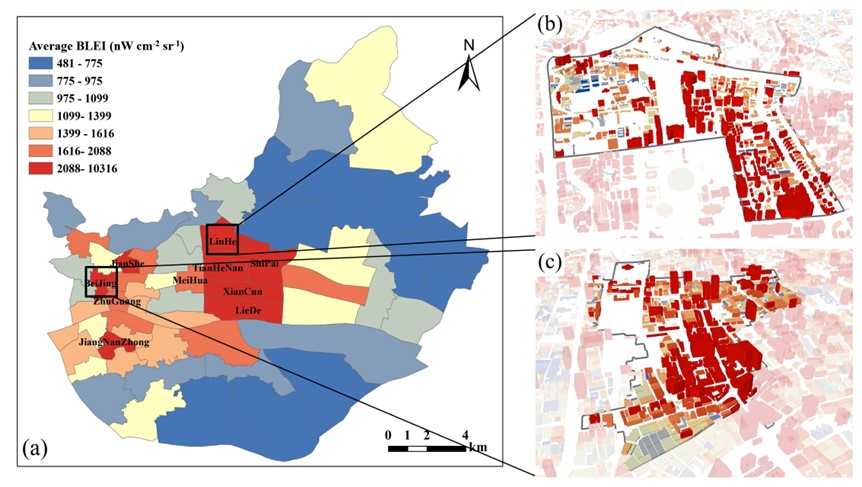 Average BLEI (nW cm-2 sr-1)
481 - 775
775 - 975
975 - 1099
1099- 1399
1399 - 1616
1616- 2088
2088- 10316
N
LinHe
JianShe
TianHeNan
ShiPai
BeiJing
MeiHua
ZhuGuang
XianCun
LieDe
JiangNanZhong
0 1 2 4
km
(a)
(b)
(c)